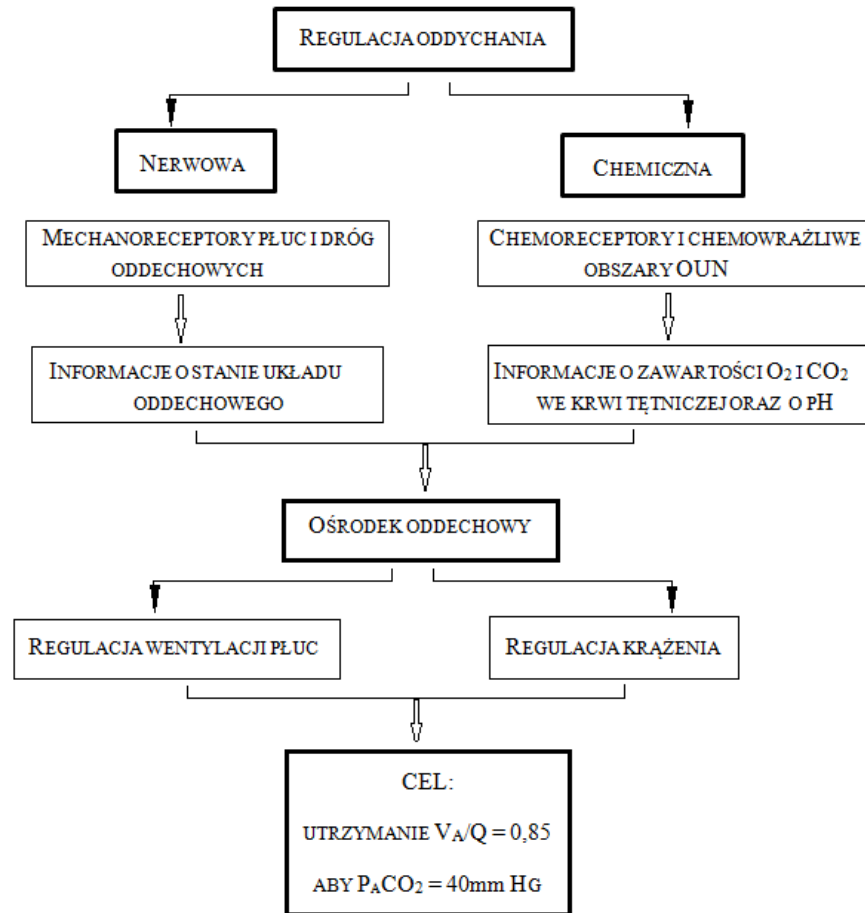 REGULACJA ODDYCHANIA
NERWOWA
CHEMICZNA
MECHANORECEPTORY PŁUC I DRÓG
ODDECHOWYCH
CHEMORECEPTORY I CHEMOWRAŻLIWE
OBSZARY OUN
INFORMACJE O STANIE UKŁADU
ODDECHOWEGO
INFORMACJE O ZAWARTOŚCI O₂ I CO₂
WE KRWI TĘTNICZEJ ORAZ O PH
OŚRODEK ODDECHOWY
REGULACJA WENTYLACJI PŁUC
REGULACJA KRĄŻENIA
CEL:
UTRZYMANIE VA/Q = 0,85
ABY PACO₂ = 40MM HG